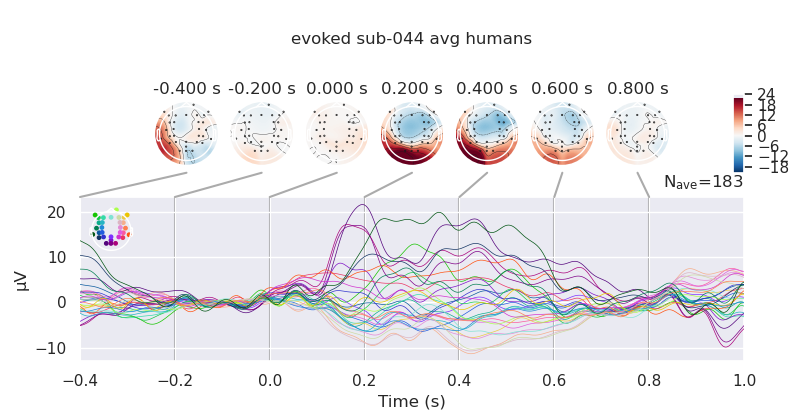 evoked sub-044 avg humans
-0.400 s -0.200 s 0.000 s 0.200 s 0.400 s 0.600 s 0.800 s
24
18
12
6
0
−6
−12
−18
Nave=183
20
10
0
−10
µV
−0.4 −0.2 0.0 0.2 0.4 0.6 0.8 1.0
Time (s)